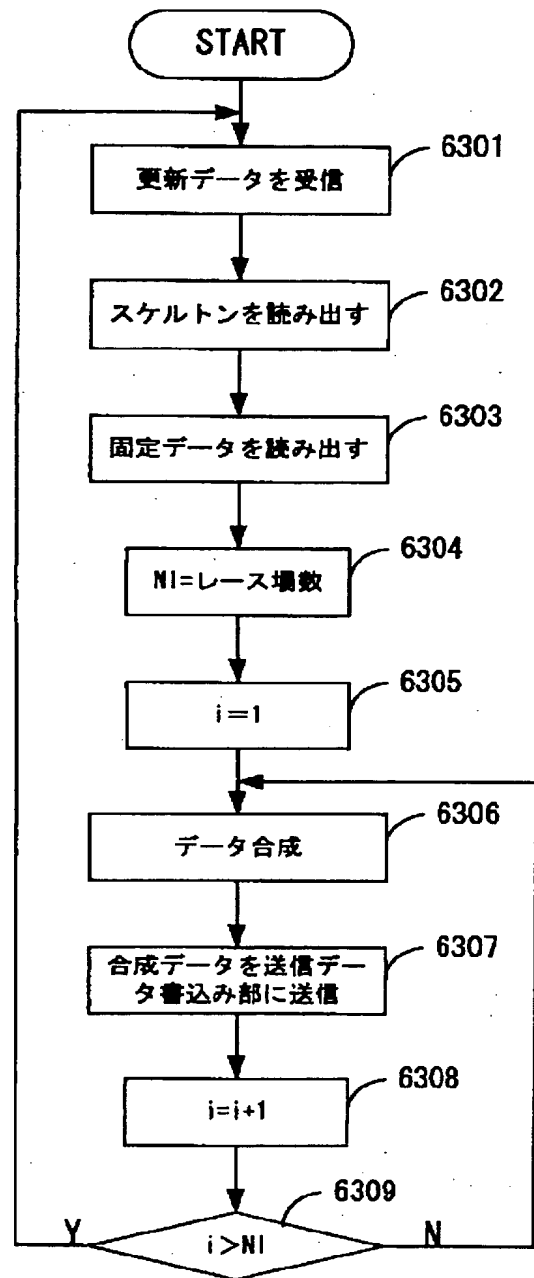 START
更新データを受信
6301
スケルトンを読み出す
6302
固定データを読み出す
6303
NI=レース場数
6304
i=1
6305
データ合成
6306
合成データを送信デー
タ書込み部に送信
6307
i=i+1
6308
i>NI
6309
Y
N